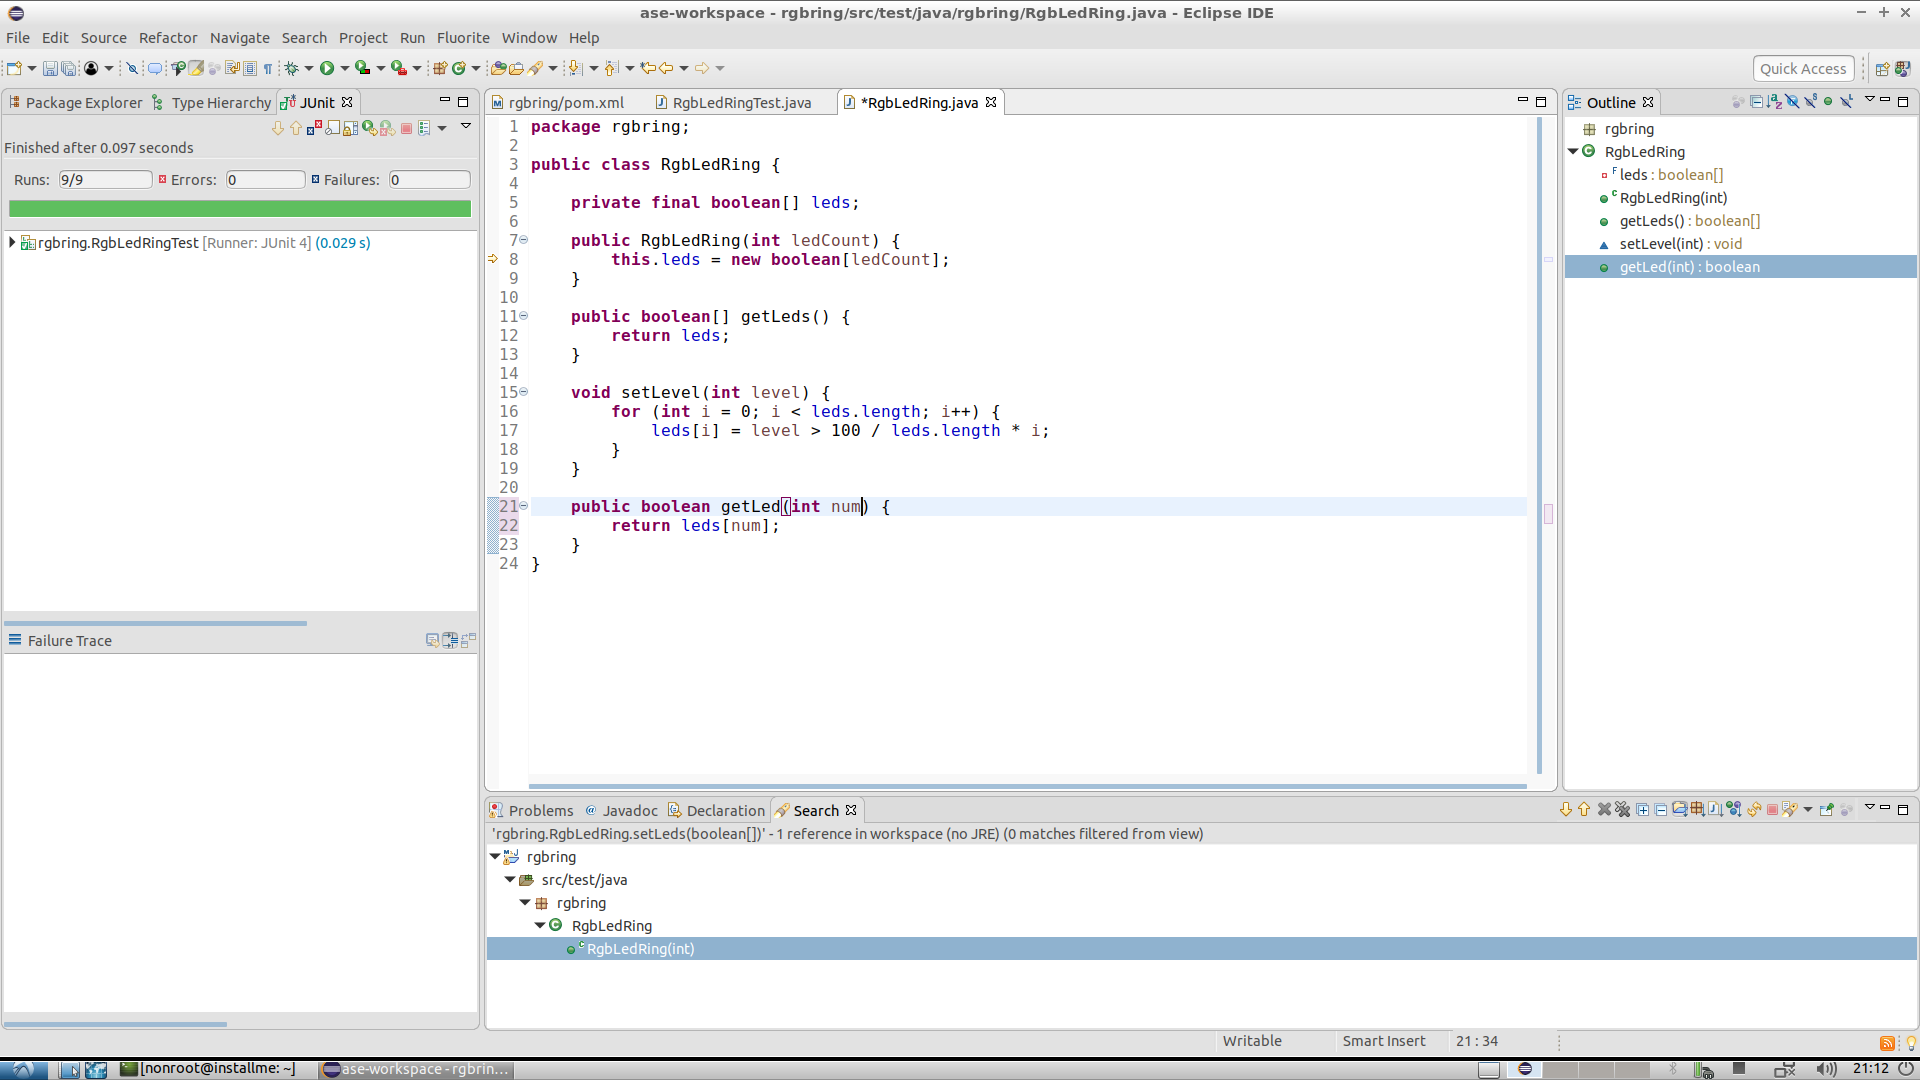 ase-workspace - rgbring/src/test/java/rgbring/RgbLedRing.java - Eclipse IDE
File Edit Source Refactor Navigate Search Project Run Fluorite Window Help
Quick Access
Package Explorer Type Hierarchy JUnit
Finished after 0.097 seconds
Runs: 9/9 Errors: 0 Failures: 0
rgbring.RgbLedRingTest [Runner: JUnit 4] (0.029 s)
Failure Trace
rgbring/pom.xml RgbLedRingTest.java *RgbLedRing.java
1 package rgbring;
2
3 public class RgbLedRing {
4
5 private final boolean[] leds;
6
7 public RgbLedRing(int ledCount) {
8 this.leds = new boolean[ledCount];
9 }
10
11 public boolean[] getLeds() {
12 return leds;
13 }
14
15 void setLevel(int level) {
16 for (int i = 0; i < leds.length; i++) {
17 leds[i] = level > 100 / leds.length * i;
18 }
19 }
20
21 public boolean getLed(int num) {
22 return leds[num];
23 }
24 }
Outline
rgbring
RgbLedRing
leds : boolean[]
RgbLedRing(int)
getLeds() : boolean[]
setLevel(int) : void
getLed(int) : boolean
Problems Javadoc Declaration Search
'rgbring.RgbLedRing.setLeds(boolean[])' - 1 reference in workspace (no JRE) (0 matches filtered from view)
rgbring
src/test/java
rgbring
RgbLedRing
RgbLedRing(int)
Writable Smart Insert 21 : 34
[nonroot@installme: ~] ase-workspace - rgbrin... 21:12